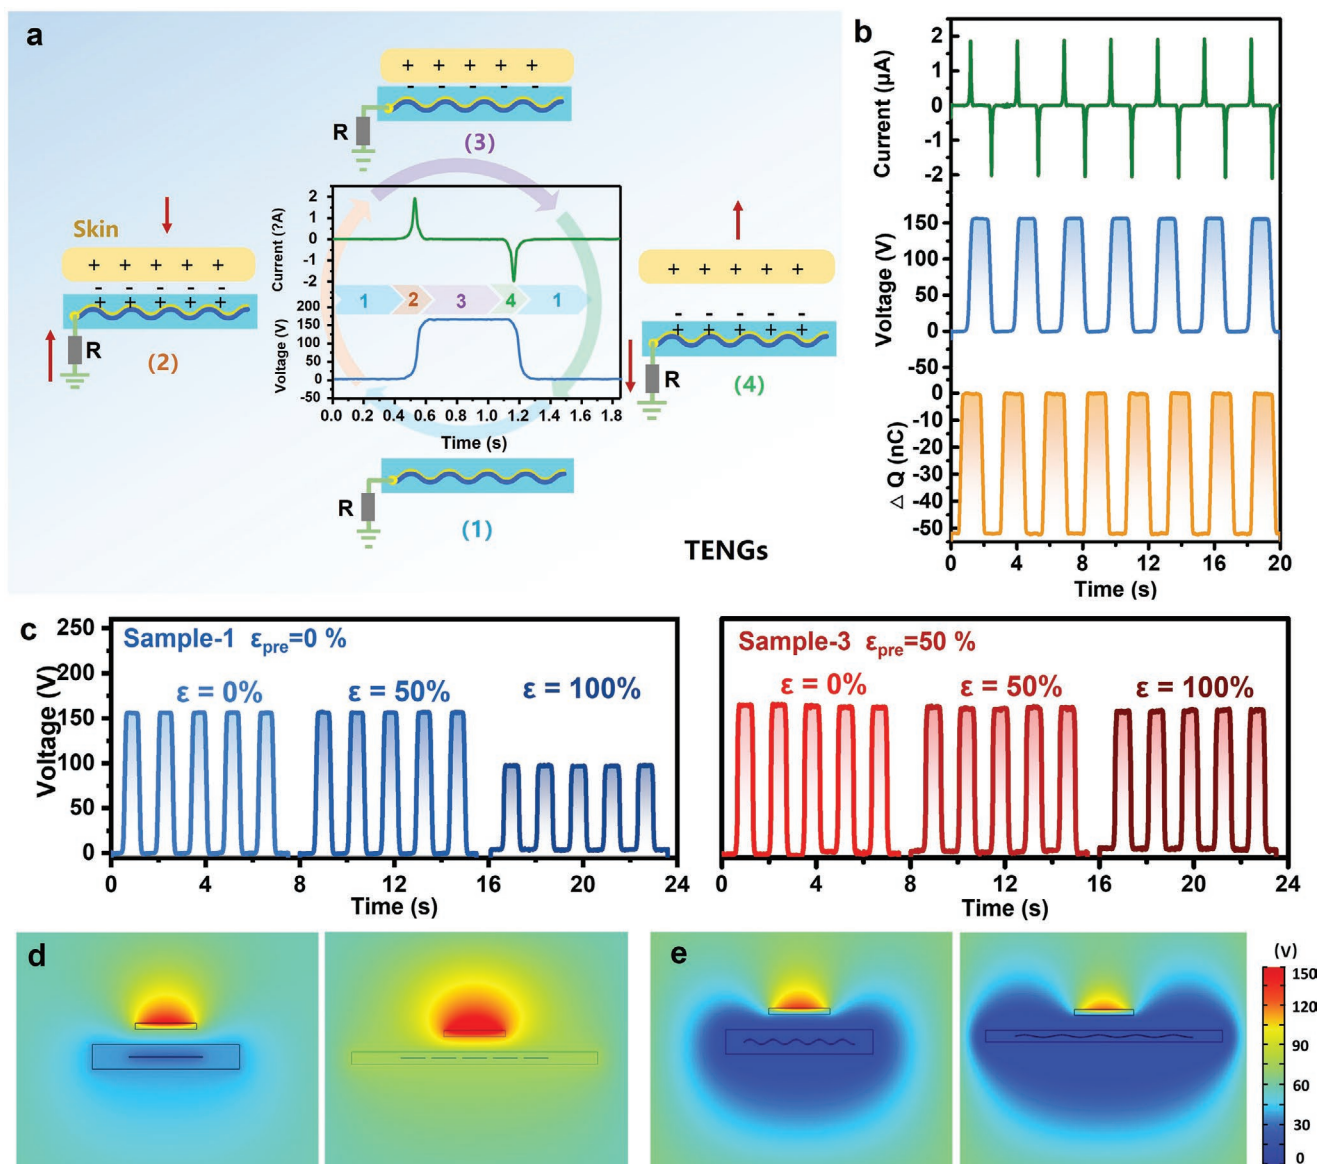 a
+ + + + +
- - - - -
R
(3)
Skin
+ + + + +
- - - - -
+ + + + +
R
(2)
Current (?A)
2
1
0
-1
-2
1 2 3 4 1
Voltage (V)
200
150
100
50
0
-50
0.0 0.2 0.4 0.6 0.8 1.0 1.2 1.4 1.6 1.8
Time (s)
+ + + + +
- - - - -
+ + + + +
R
(4)
R
(1)
TENGs
b
Current (µA)
2
1
0
-1
-2
Voltage (V)
150
100
50
0
-50
Δ Q (nC)
0
-10
-20
-30
-40
-50
0 4 8 12 16 20
Time (s)
c
Voltage (V)
250
200
150
100
50
0
Sample-1 εpre=0 %
ε = 0% ε = 50% ε = 100%
0 4 8 12 16 20 24
Time (s)
Sample-3 εpre=50 %
ε = 0% ε = 50% ε = 100%
0 4 8 12 16 20 24
Time (s)
d
e
(V)
150
120
90
60
30
0